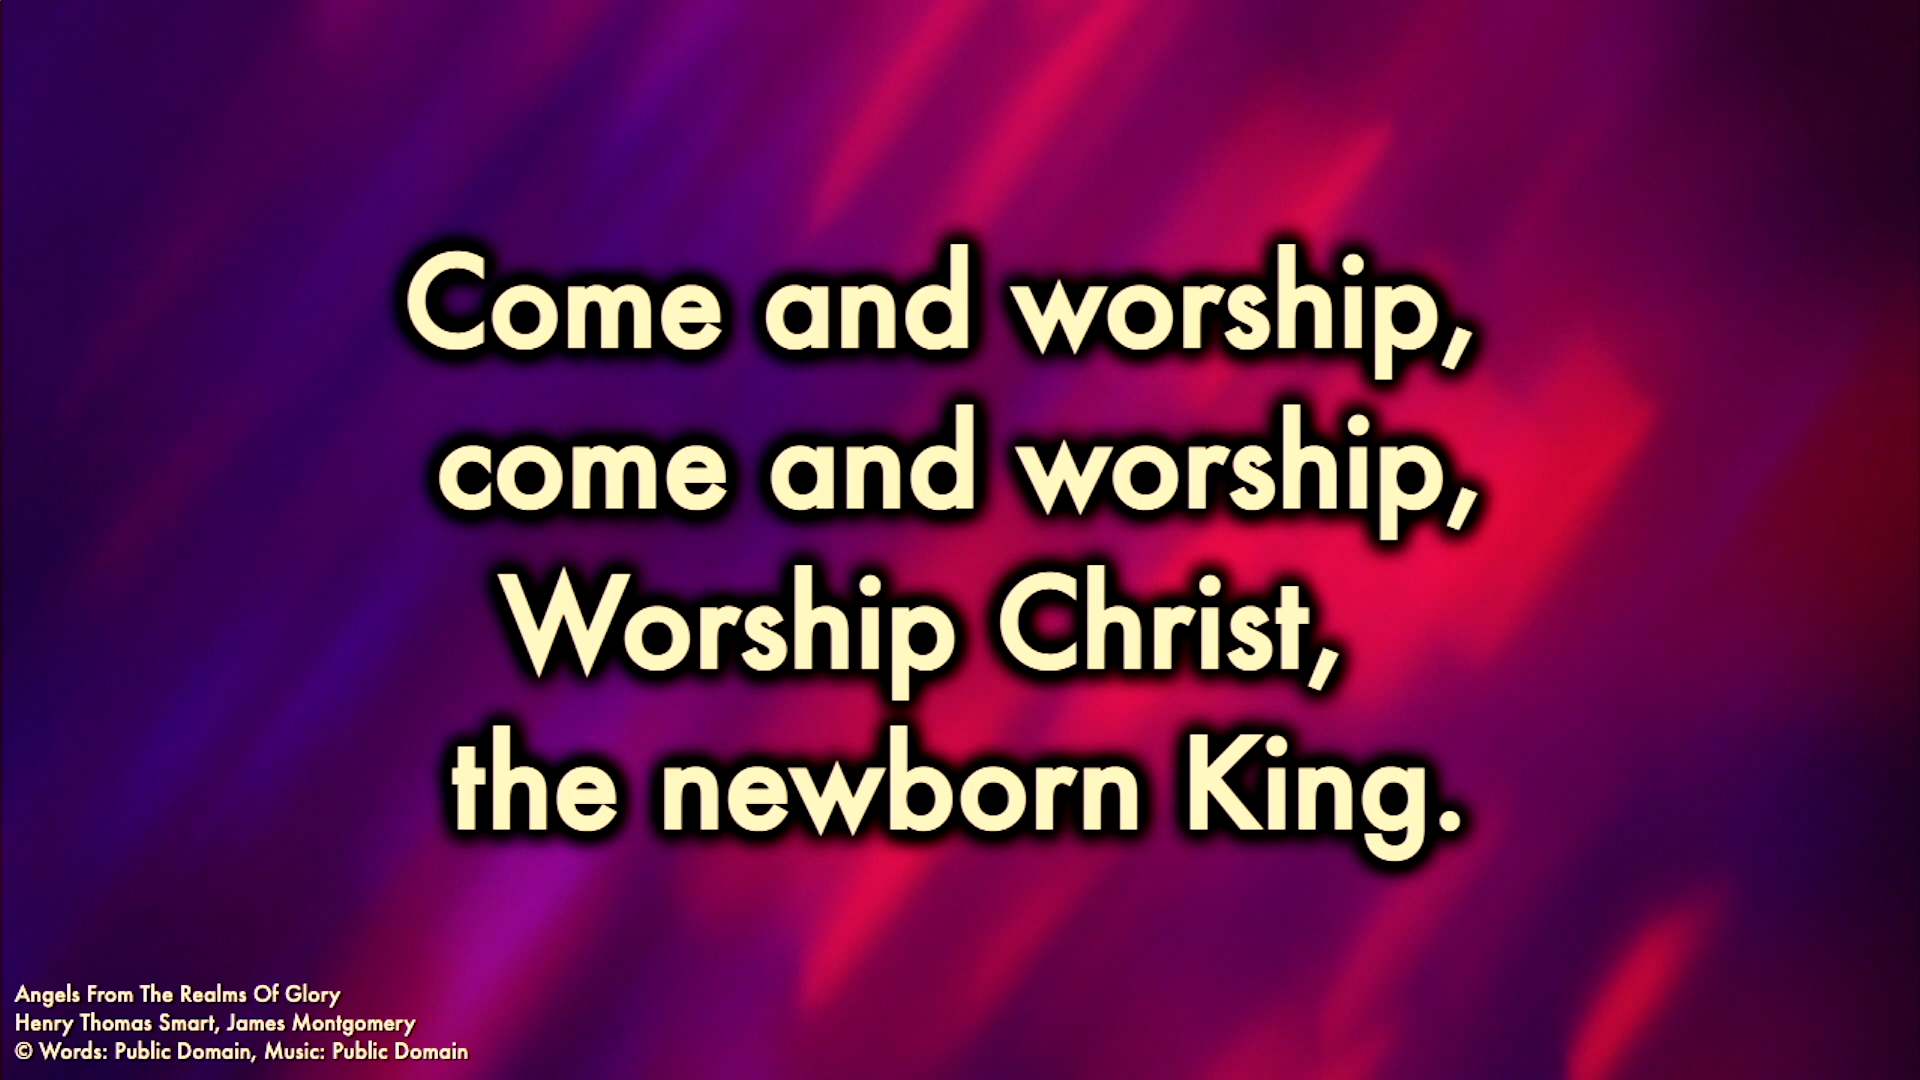 Come and worship,
come and worship,
Worship Christ,
the newborn King.
Angels From The Realms Of Glory
Henry Thomas Smart, James Montgomery
© Words: Public Domain, Music: Public Domain